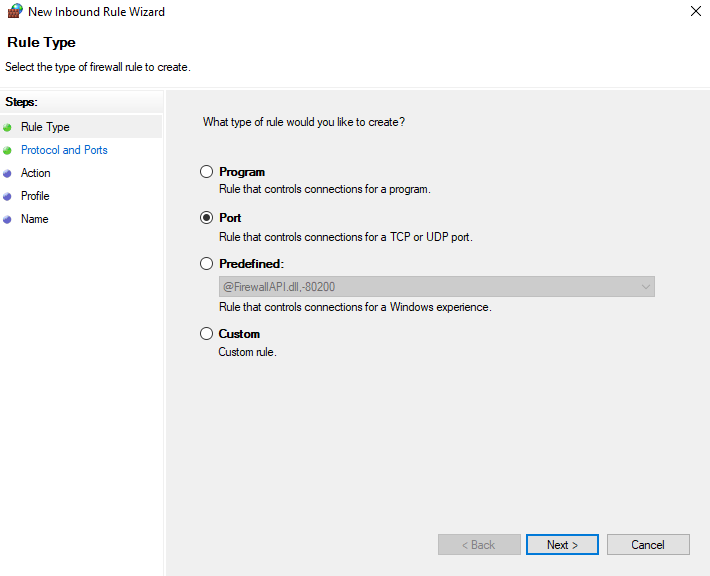 New Inbound Rule Wizard
Rule Type
Select the type of firewall rule to create.
Steps:
Rule Type
Protocol and Ports
Action
Profile
Name
What type of rule would you like to create?
Program
Rule that controls connections for a program.
Port
Rule that controls connections for a TCP or UDP port.
Predefined:
@FirewallAPI.dll,-80200
Rule that controls connections for a Windows experience.
Custom
Custom rule.
< Back
Next >
Cancel